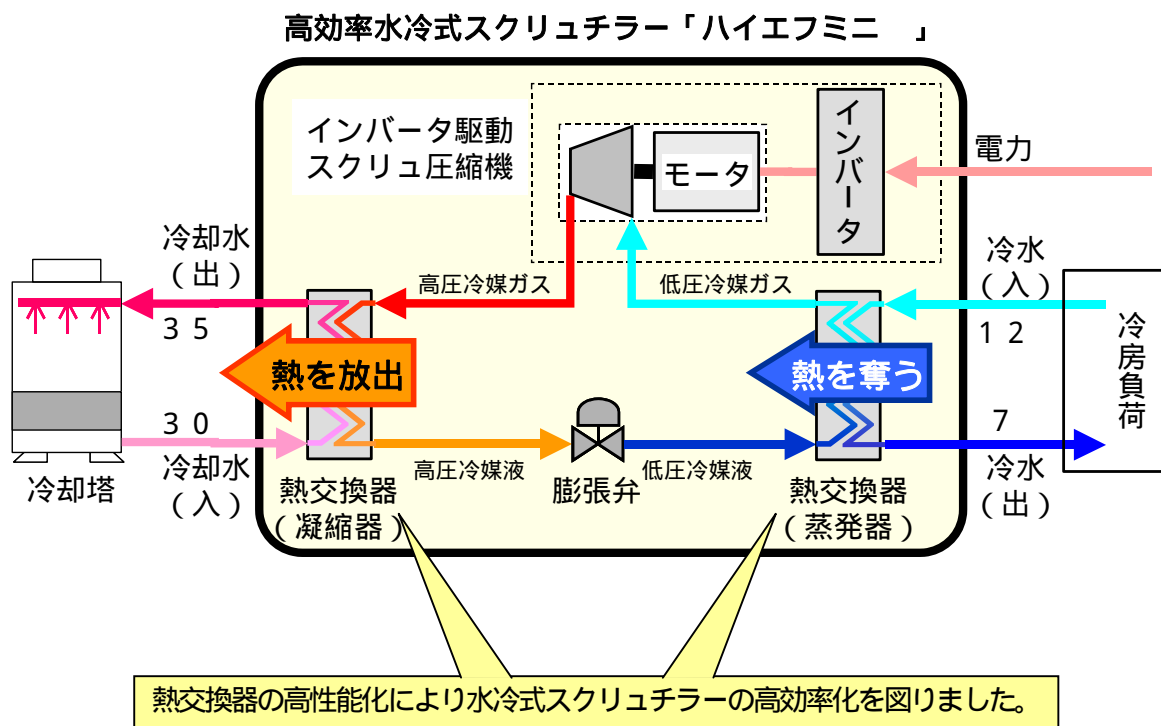 高効率水冷式スクリュチラー「ハイエフミニ　」
インバータ駆動
スクリュ圧縮機
モータ
インバータ
電力
冷却水
（出）
３５
高圧冷媒ガス
低圧冷媒ガス
冷水
（入）
１２
熱を放出
熱を奪う
冷房負荷
３０
冷却水
（入）
高圧冷媒液
低圧冷媒液
７
冷水
（出）
冷却塔
熱交換器
（凝縮器）
膨張弁
熱交換器
（蒸発器）
熱交換器の高性能化により水冷式スクリュチラーの高効率化を図りました。